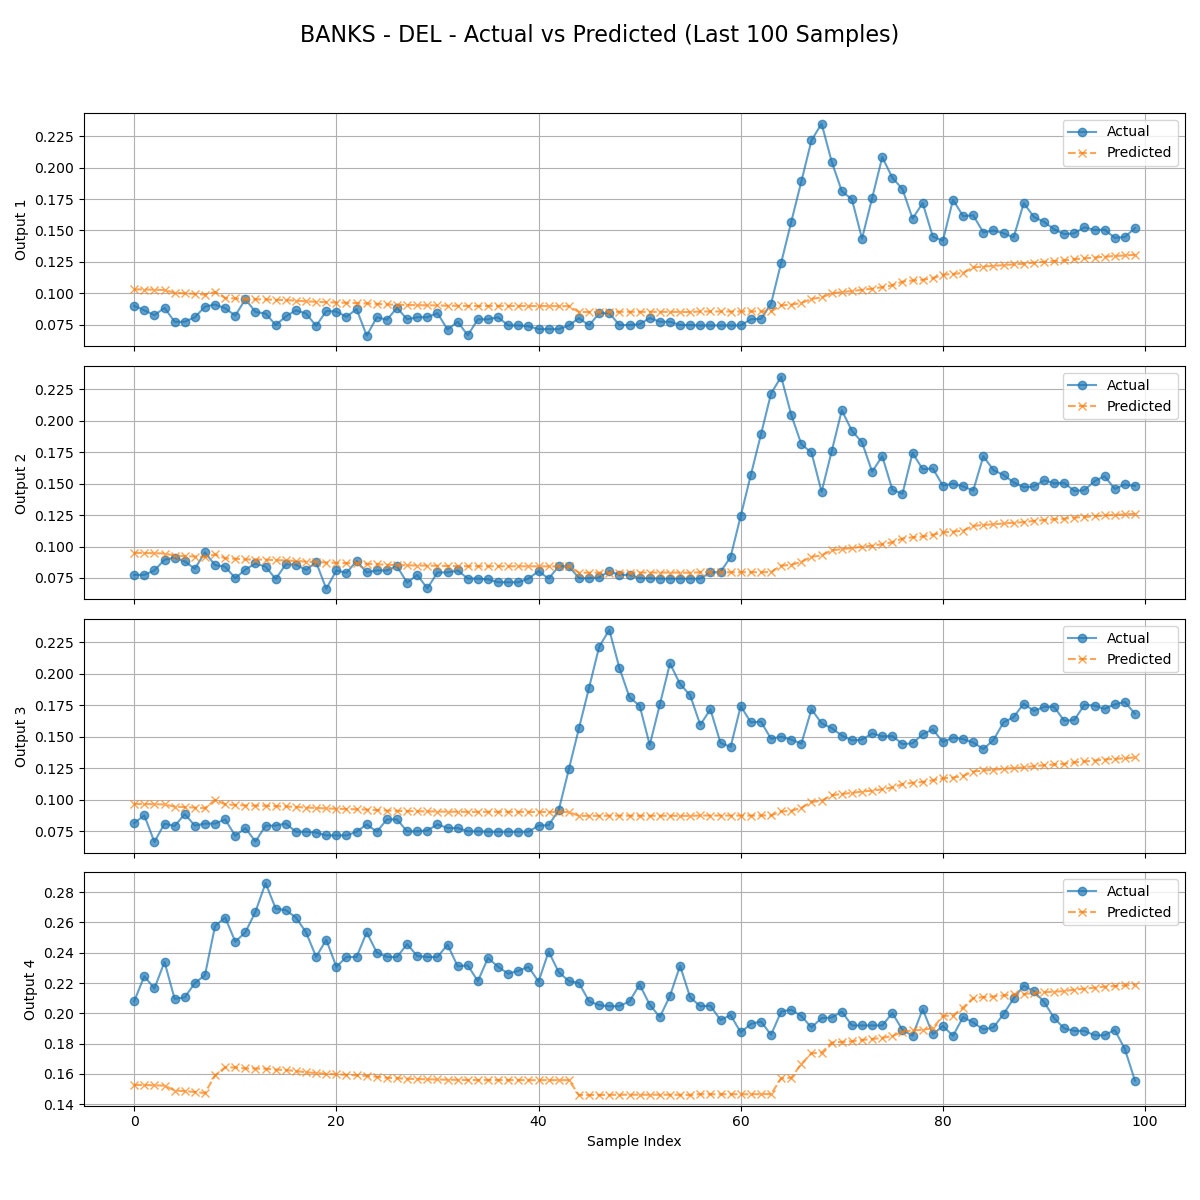 BANKS - DEL - Actual vs Predicted (Last 100 Samples)
0.225
0.200
0.175
0.150
0.125
0.100
0.075
Output 1
Actual
Predicted
0.225
0.200
0.175
0.150
0.125
0.100
0.075
Output 2
Actual
Predicted
0.225
0.200
0.175
0.150
0.125
0.100
0.075
Output 3
Actual
Predicted
0.28
0.26
0.24
0.22
0.20
0.18
0.16
0.14
Output 4
Actual
Predicted
0 20 40 60 80 100
Sample Index